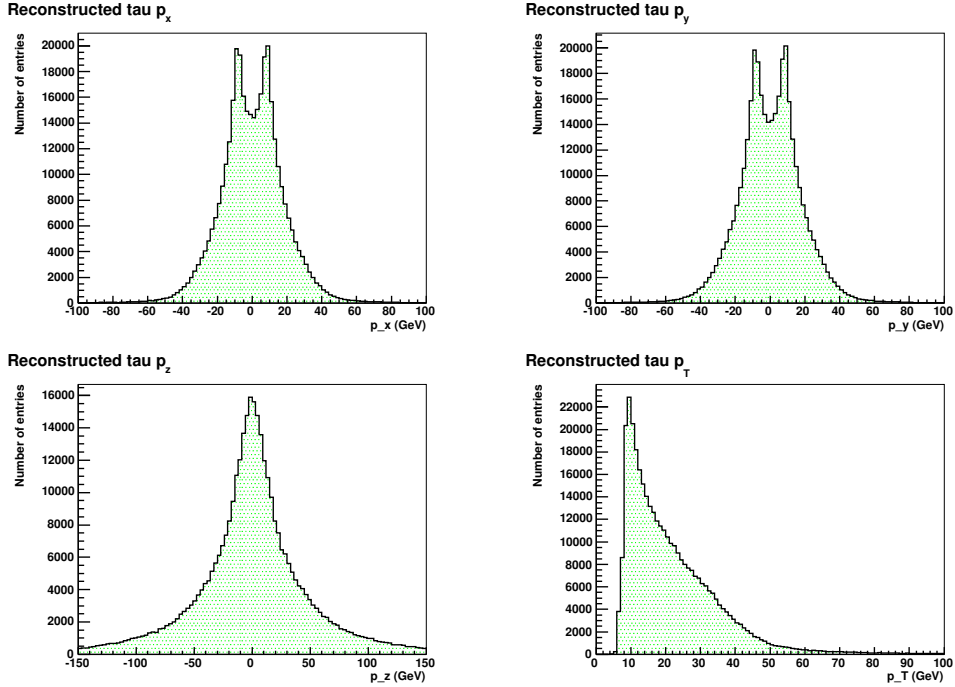 Reconstructed tau p_x
Number of entries
20000
18000
16000
14000
12000
10000
8000
6000
4000
2000
0
-100 -80 -60 -40 -20 0 20 40 60 80 100
p_x (GeV)
Reconstructed tau p_y
Number of entries
20000
18000
16000
14000
12000
10000
8000
6000
4000
2000
0
-100 -80 -60 -40 -20 0 20 40 60 80 100
p_y (GeV)
Reconstructed tau p_z
Number of entries
16000
14000
12000
10000
8000
6000
4000
2000
0
-150 -100 -50 0 50 100 150
p_z (GeV)
Reconstructed tau p_T
Number of entries
22000
20000
18000
16000
14000
12000
10000
8000
6000
4000
2000
0
0 10 20 30 40 50 60 70 80 90 100
p_T (GeV)